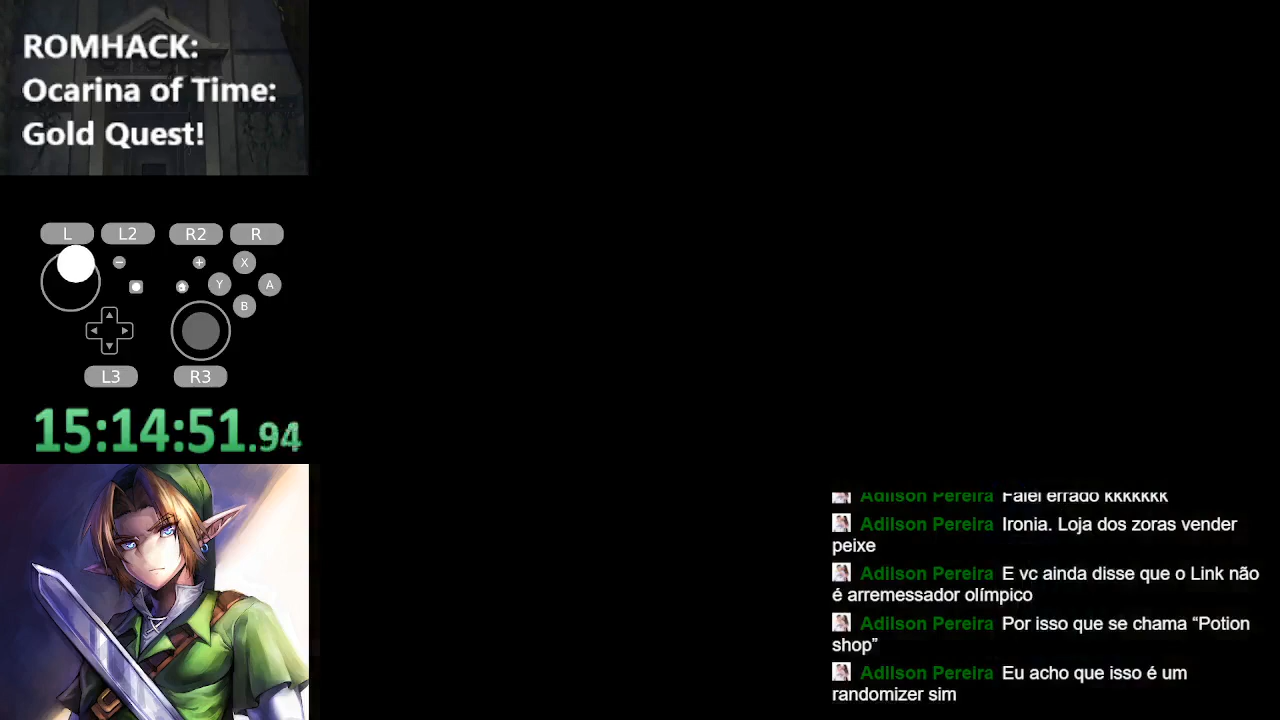 ROMHACK:
Ocarina of Time:
Gold Quest!
L
L2
R2
R
X
Y
A
B
L3
R3
15:14:51.94
Adilson Pereira Falei errado kkkkkkk
Adilson Pereira Ironia. Loja dos zoras vender
peixe
Adilson Pereira E vc ainda disse que o Link não
é arremessador olímpico
Adilson Pereira Por isso que se chama “Potion
shop”
Adilson Pereira Eu acho que isso é um
randomizer sim